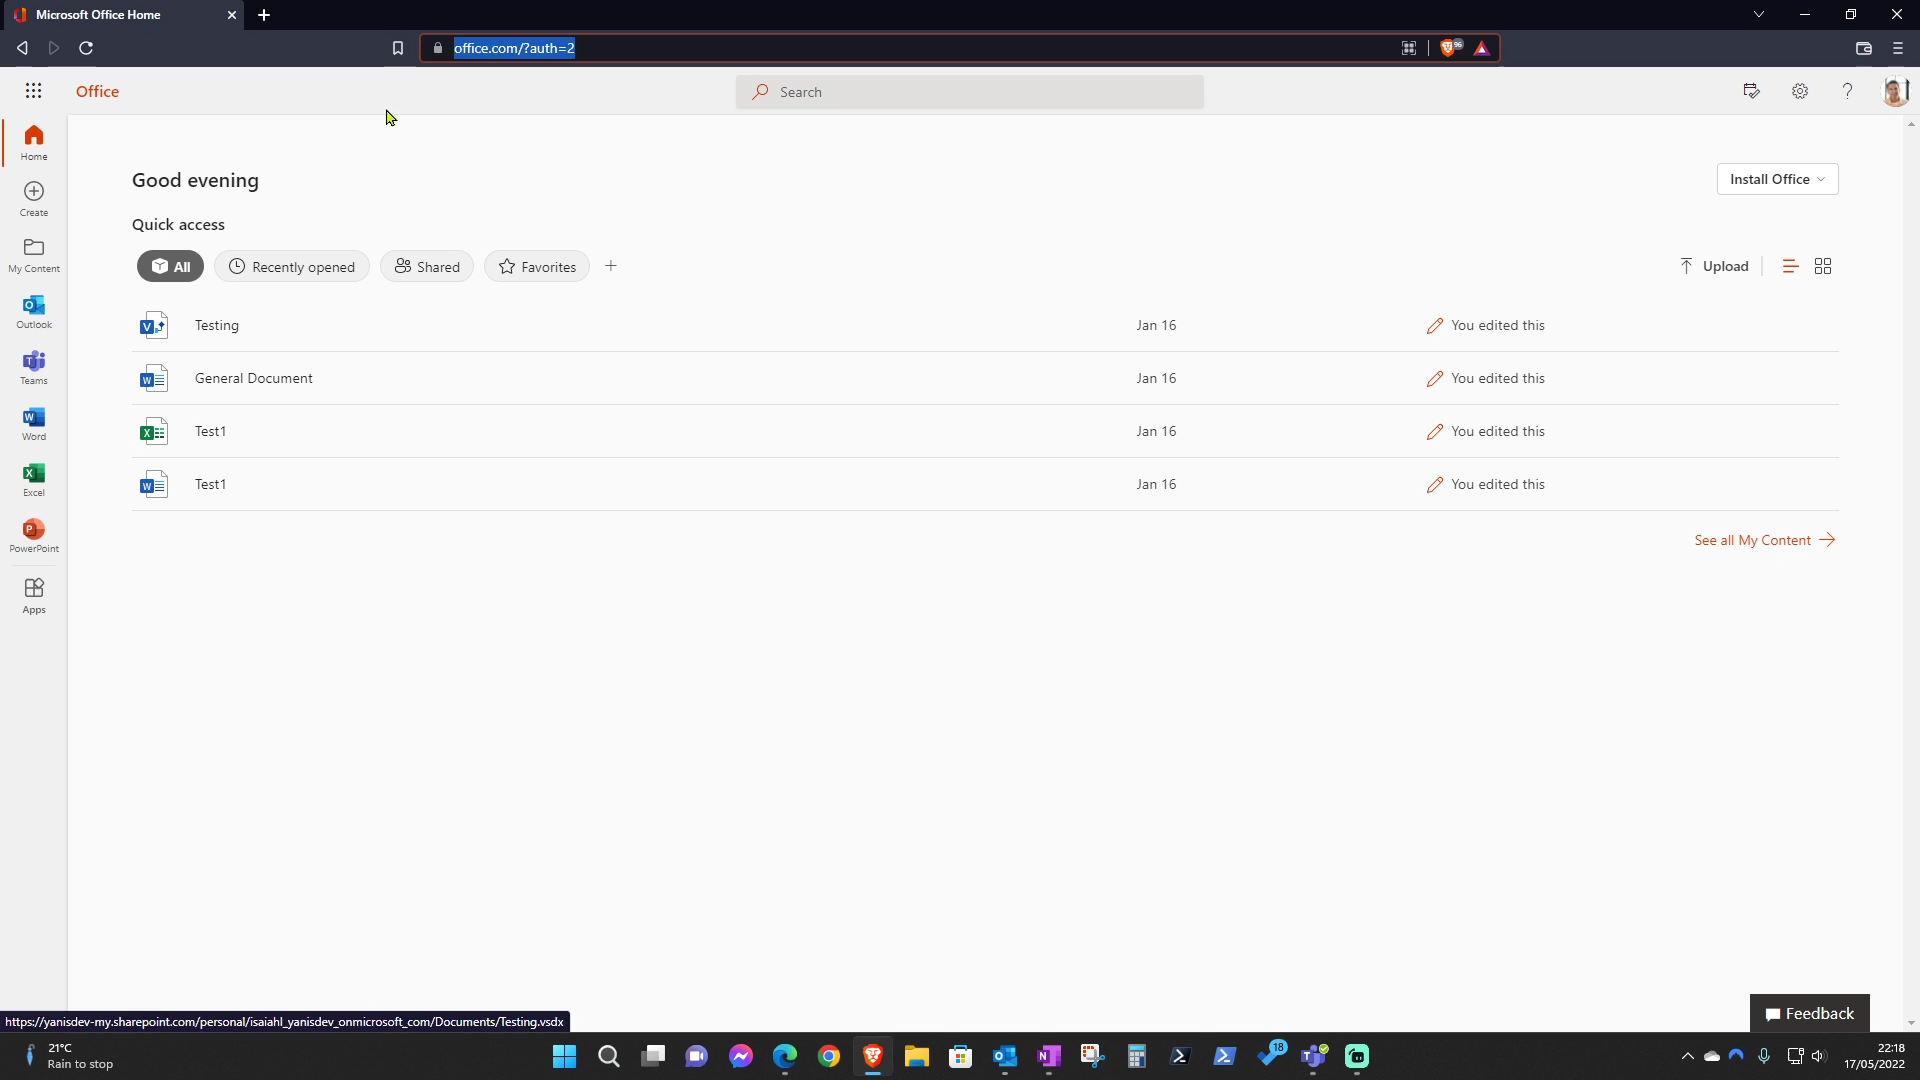 Microsoft Office Home
office.com/?auth=2
96
Office
Search
Home
Good evening
Install Office
Create
Quick access
My Content
All
Recently opened
Shared
Favorites
Upload
Outlook
Testing
Jan 16
You edited this
Teams
General Document
Jan 16
You edited this
Word
Test1
Jan 16
You edited this
Excel
Test1
Jan 16
You edited this
PowerPoint
See all My Content
Apps
Feedback
https://yanisdev-my.sharepoint.com/personal/isaiahl_yanisdev_onmicrosoft_com/Documents/Testing.vsdx
21°C
Rain to stop
18
22:18
17/05/2022